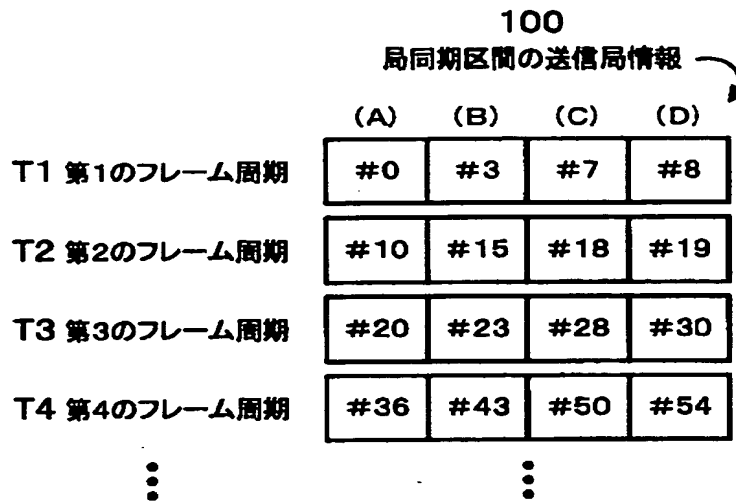 100
局同期区間の送信局情報
(A) (B) (C) (D)
T1 第1のフレーム周期 #0 #3 #7 #8
T2 第2のフレーム周期 #10 #15 #18 #19
T3 第3のフレーム周期 #20 #23 #28 #30
T4 第4のフレーム周期 #36 #43 #50 #54